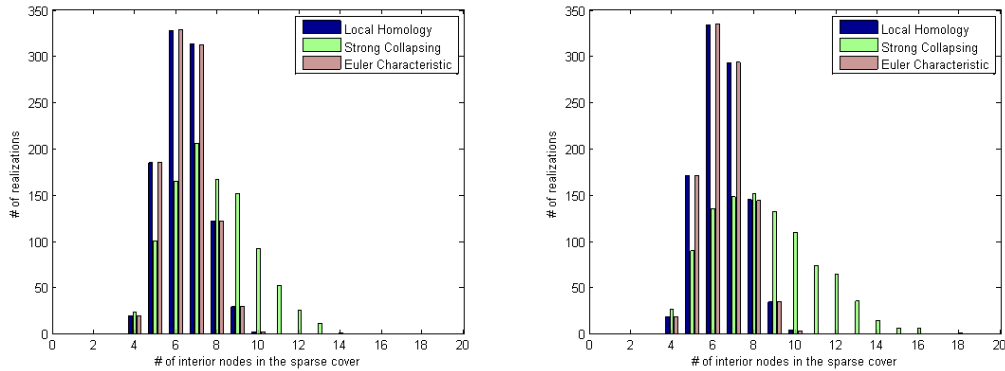 350
300
250
200
150
100
50
0
# of realizations
Local Homology
Strong Collapsing
Euler Characteristic
0 2 4 6 8 10 12 14 16 18 20
# of interior nodes in the sparse cover
350
300
250
200
150
100
50
0
# of realizations
Local Homology
Strong Collapsing
Euler Characteristic
0 2 4 6 8 10 12 14 16 18 20
# of interior nodes in the sparse cover